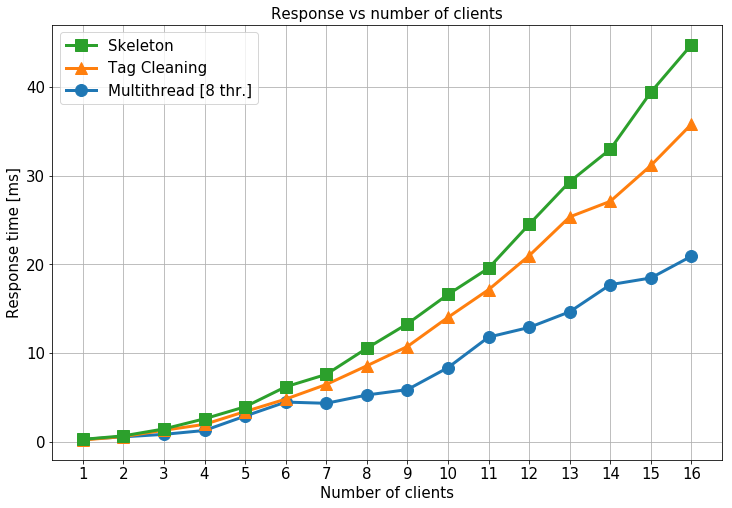 Response vs number of clients
Skeleton
Tag Cleaning
Multithread [8 thr.]
Response time [ms]
40
30
20
10
0
1 2 3 4 5 6 7 8 9 10 11 12 13 14 15 16
Number of clients